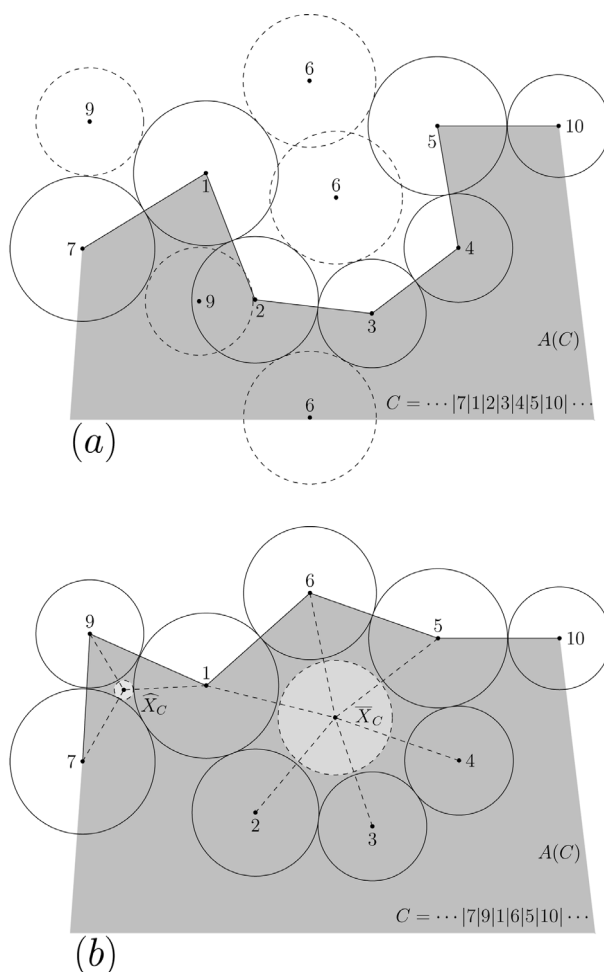 6
9
5
10
1
6
7
4
9
2
3
A(C)
C = ··· |7|1|2|3|4|5|10| ···
6
(a)
6
9
5
10
1
X̂_C
X̅_C
7
4
2
3
A(C)
C = ··· |7|9|1|6|5|10| ···
(b)